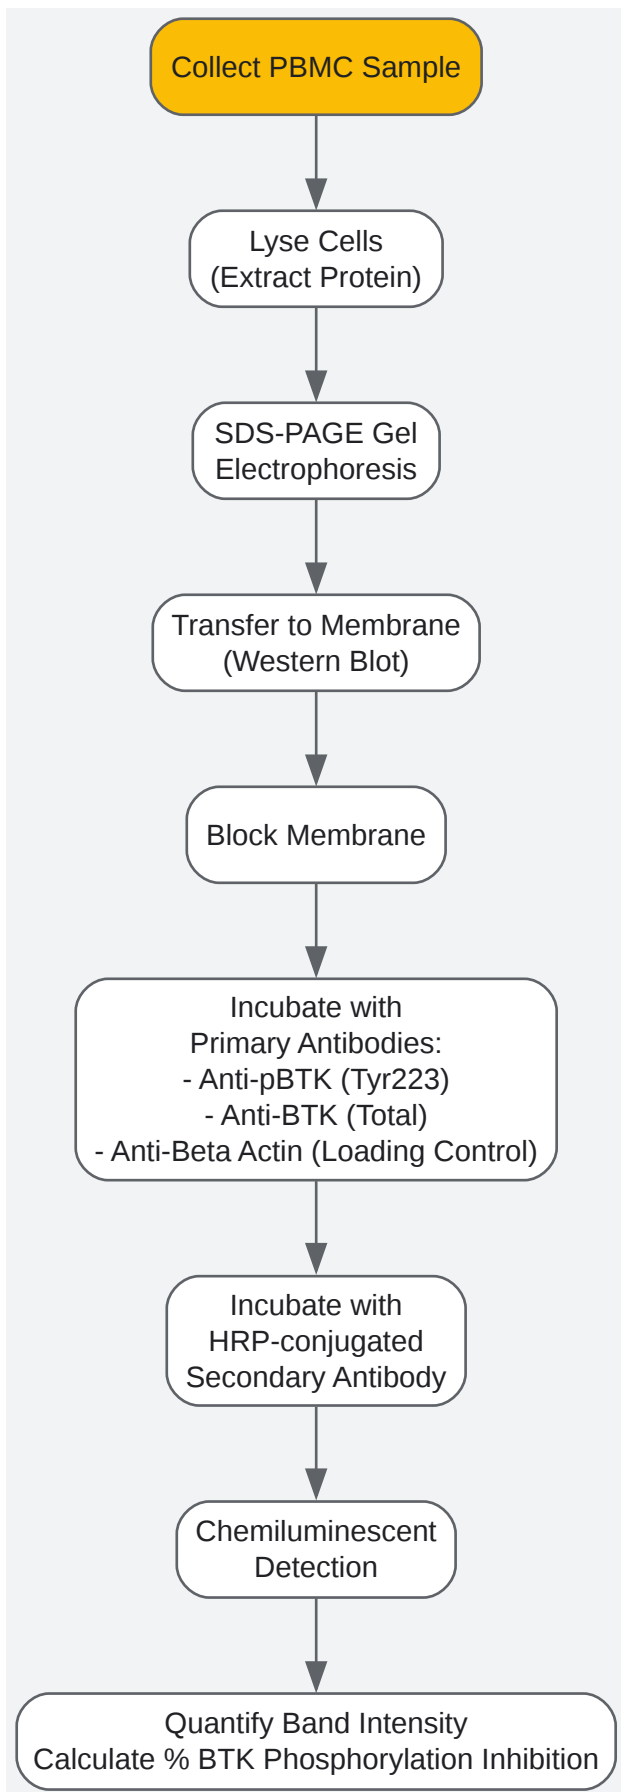 Collect PBMC Sample
Lyse Cells
(Extract Protein)
SDS-PAGE Gel
Electrophoresis
Transfer to Membrane
(Western Blot)
Block Membrane
Incubate with
Primary Antibodies:
- Anti-pBTK (Tyr223)
- Anti-BTK (Total)
- Anti-Beta Actin (Loading Control)
Incubate with
HRP-conjugated
Secondary Antibody
Chemiluminescent
Detection
Quantify Band Intensity
Calculate % BTK Phosphorylation Inhibition